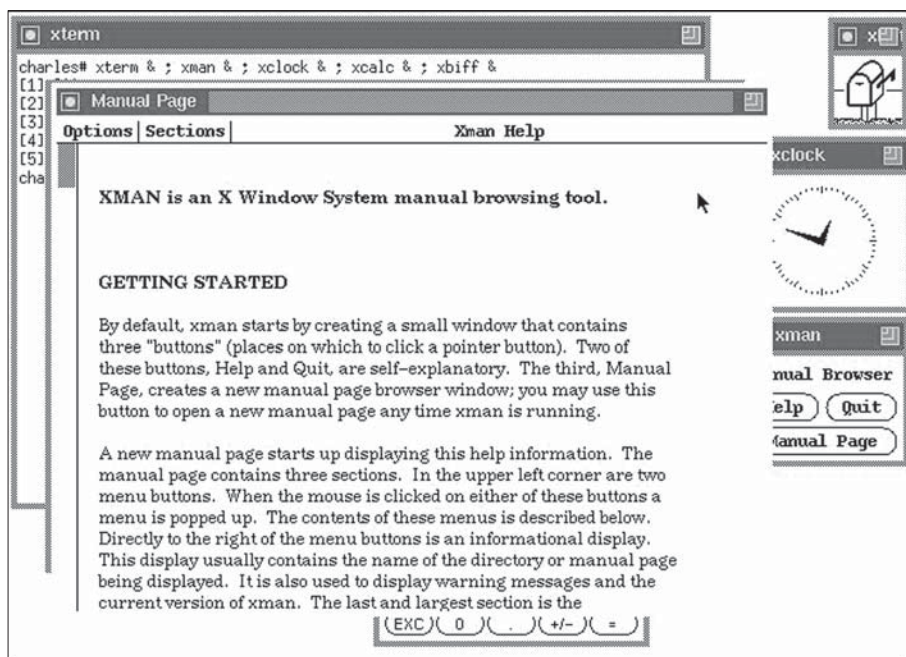 xterm
charles# xterm & ; xman & ; xclock & ; xcalc & ; xbiff &
[1]
[2]
[3]
[4]
[5]
cha
Manual Page
Options Sections Xman Help
XMAN is an X Window System manual browsing tool.
GETTING STARTED
By default, xman starts by creating a small window that contains
three "buttons" (places on which to click a pointer button). Two of
these buttons, Help and Quit, are self-explanatory. The third, Manual
Page, creates a new manual page browser window; you may use this
button to open a new manual page any time xman is running.
A new manual page starts up displaying this help information. The
manual page contains three sections. In the upper left corner are two
menu buttons. When the mouse is clicked on either of these buttons a
menu is popped up. The contents of these menus is described below.
Directly to the right of the menu buttons is an informational display.
This display usually contains the name of the directory or manual page
being displayed. It is also used to display warning messages and the
current version of xman. The last and largest section is the
xclock
xman
nual Browser
elp Quit
Manual Page
EXC 0 . +/- =